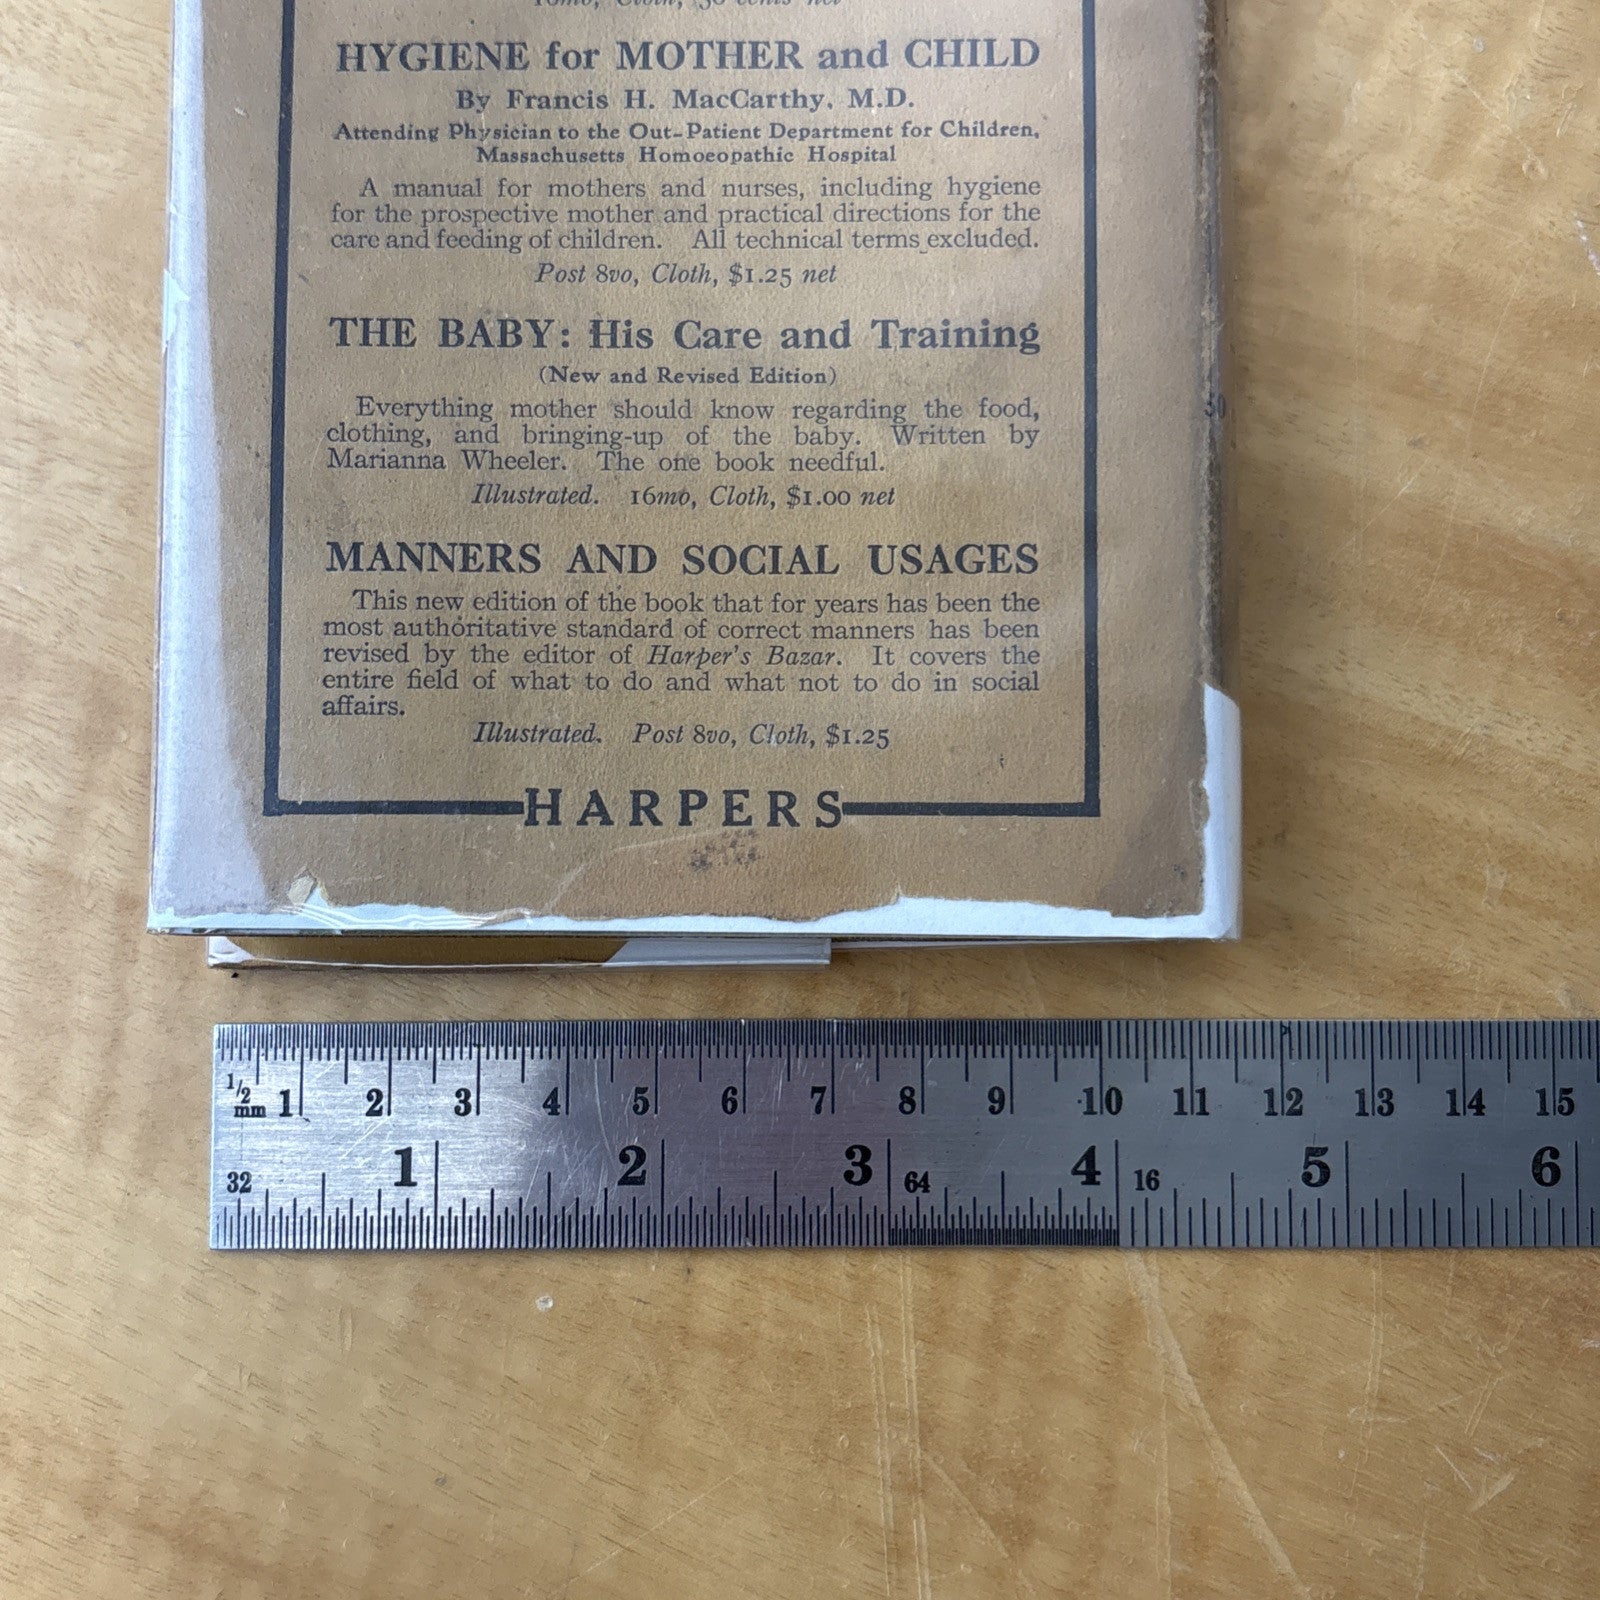 16mo, Cloth, 50 cents net
HYGIENE for MOTHER and CHILD
By Francis H. MacCarthy, M.D.
Attending Physician to the Out-Patient Department for Children,
Massachusetts Homoeopathic Hospital
A manual for mothers and nurses, including hygiene
for the prospective mother and practical directions for the
care and feeding of children. All technical terms excluded.
Post 8vo, Cloth, $1.25 net
THE BABY: His Care and Training
(New and Revised Edition)
Everything mother should know regarding the food,
clothing, and bringing-up of the baby. Written by
Marianna Wheeler. The one book needful.
Illustrated. 16mo, Cloth, $1.00 net
MANNERS AND SOCIAL USAGES
This new edition of the book that for years has been the
most authoritative standard of correct manners has been
revised by the editor of Harper's Bazar. It covers the
entire field of what to do and what not to do in social
affairs.
Illustrated. Post 8vo, Cloth, $1.25
HARPERS
50
1/2 mm 1 2 3 4 5 6 7 8 9 10 11 12 13 14 15
32 1 2 3 64 4 16 5 6